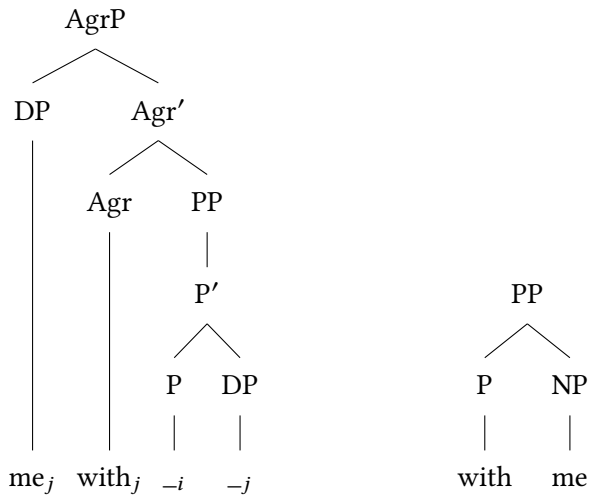 AgrP
DP Agr′
Agr PP
P′ PP
P DP P NP
me_j with_j _i _j with me